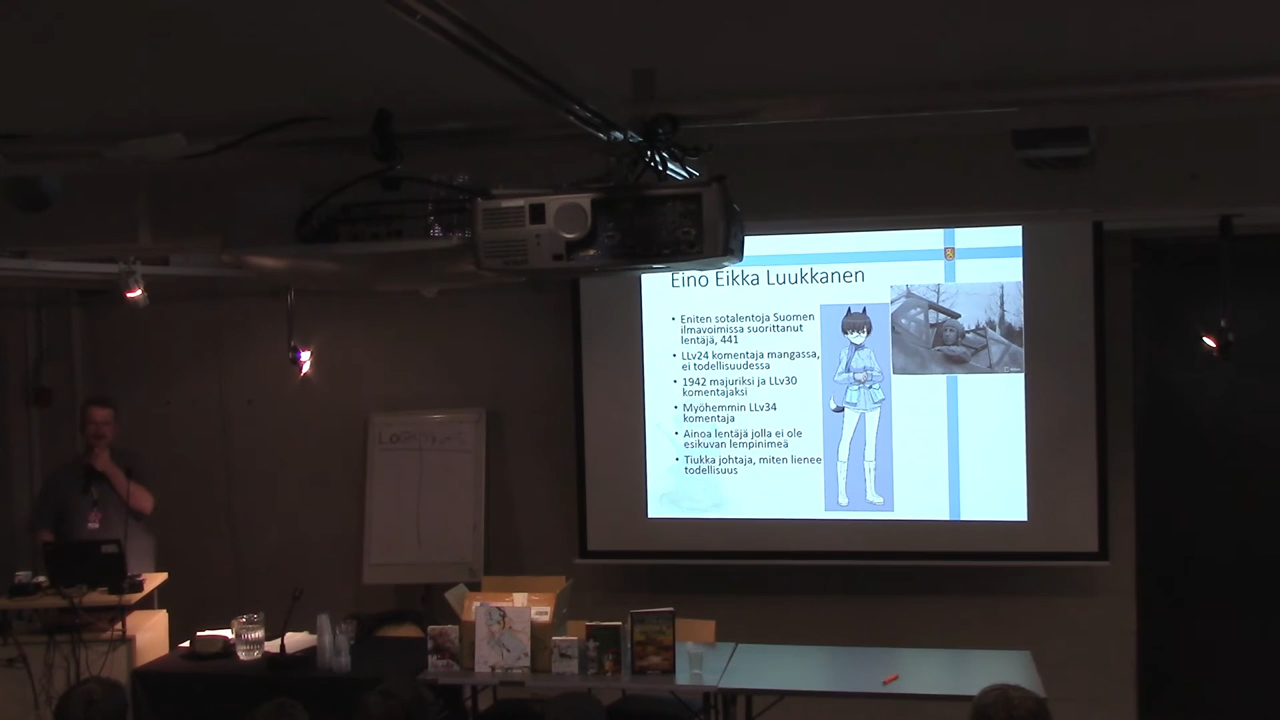 Eino Eikka Luukkanen
• Eniten sotalentoja Suomen
ilmavoimissa suorittanut
lentäjä, 441
• LLv24 komentaja mangassa,
ei todellisuudessa
• 1942 majuriksi ja LLv30
komentajaksi
• Myöhemmin LLv34
komentaja
• Ainoa lentäjä jolla ei ole
esikuvan lempinimeä
• Tiukka johtaja, miten lienee
todellisuus